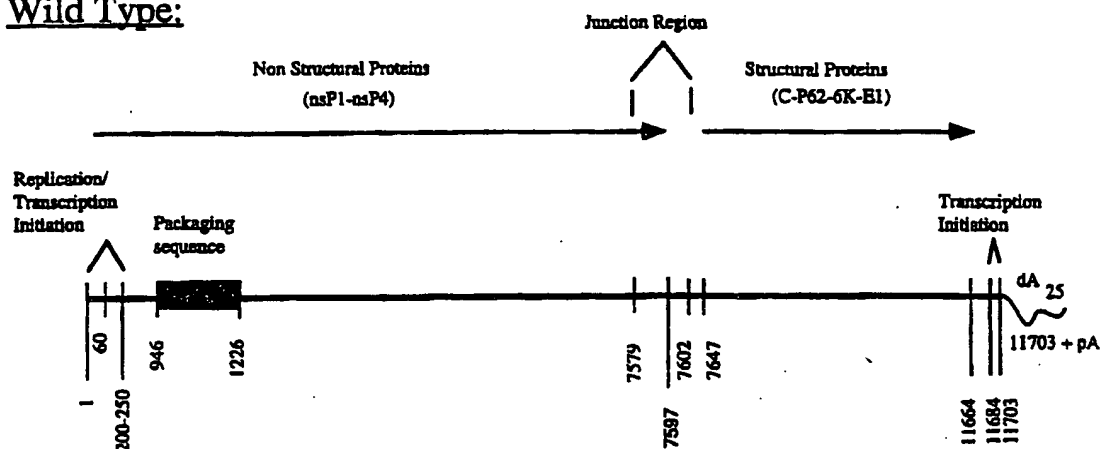 Wild Type:
Junction Region
Non Structural Proteins
(nsP1-nsP4)
Structural Proteins
(C-P62-6K-E1)
Replication/
Transcription
Initiation
Packaging
sequence
Transcription
Initiation
dA 25
11703 + pA
1
60
200-250
946
1226
7579
7597
7602
7647
11664
11684
11703